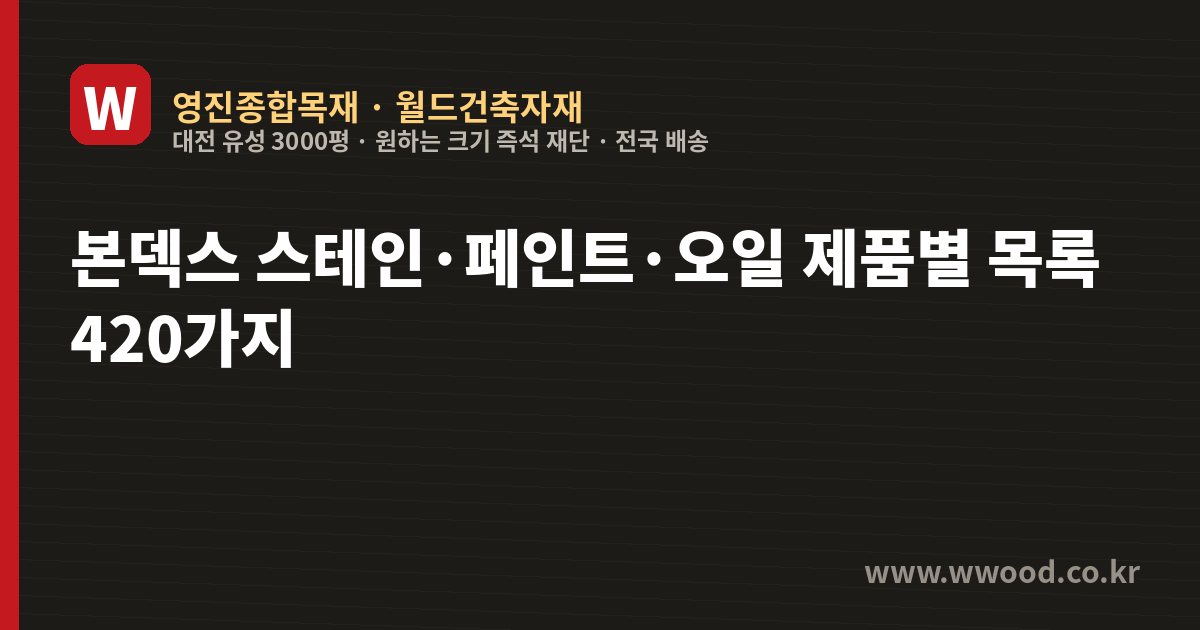 W
영진종합목재 · 월드건축자재
대전 유성 3000평 · 원하는 크기 즉석 재단 · 전국 배송
본덱스 스테인·페인트·오일 제품별 목록
420가지
www.wwood.co.kr